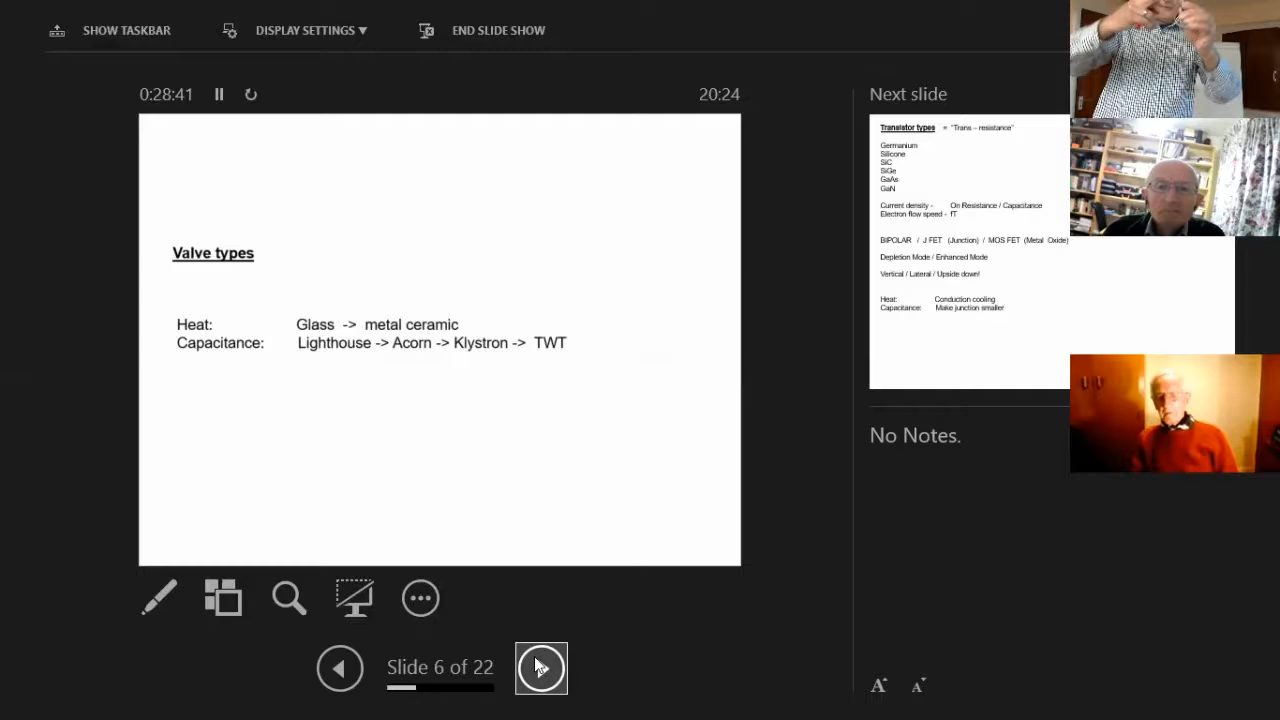 SHOW TASKBAR DISPLAY SETTINGS ▼ END SLIDE SHOW
0:28:41 20:24
Valve types
Heat: Glass -> metal ceramic
Capacitance: Lighthouse -> Acorn -> Klystron -> TWT
Slide 6 of 22
Next slide
Transistor types = "Trans – resistance"
Germanium
Silicone
SiC
SiGe
GaAs
GaN
Current density - On Resistance / Capacitance
Electron flow speed - fT
BIPOLAR / J FET (Junction) / MOS FET (Metal Oxide)
Depletion Mode / Enhanced Mode
Vertical / Lateral / Upside down!
Heat: Conduction cooling
Capacitance: Make junction smaller
No Notes.
A A